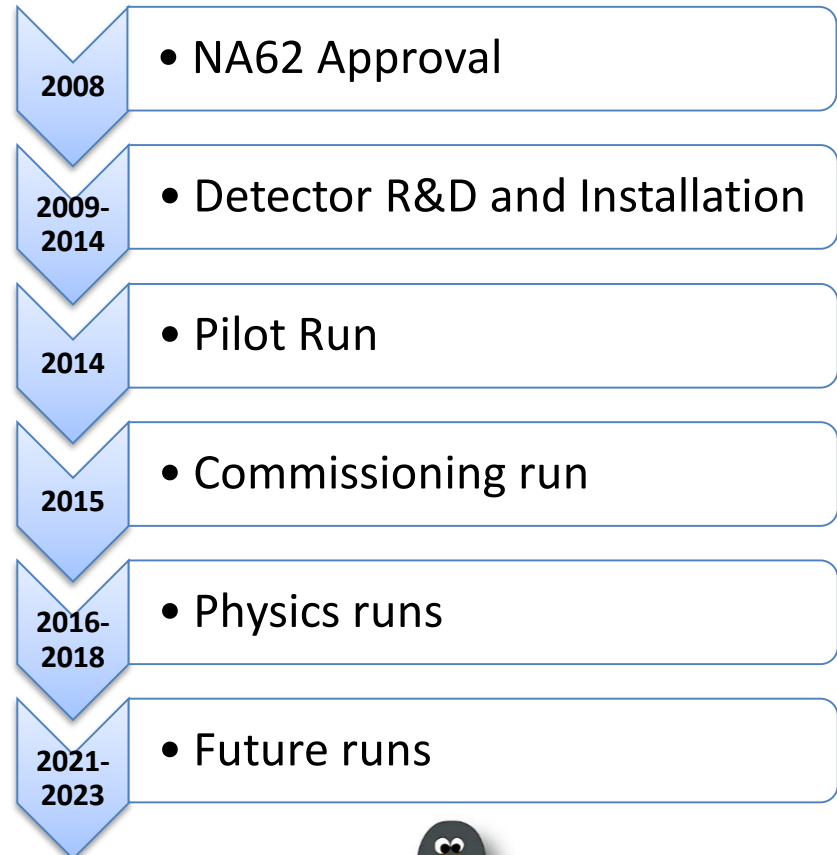 2008
• NA62 Approval
2009-
2014
• Detector R&D and Installation
2014
• Pilot Run
2015
• Commissioning run
2016-
2018
• Physics runs
2021-
2023
• Future runs